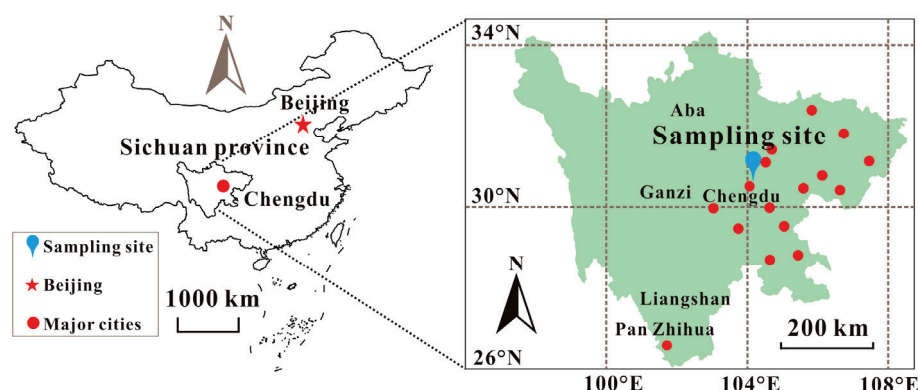 N
Beijing
Sichuan province
Chengdu
Sampling site
Beijing
Major cities
1000 km
34°N
30°N
26°N
Aba
Sampling site
Ganzi
Chengdu
Liangshan
Pan Zhihua
N
200 km
100°E
104°E
108°E